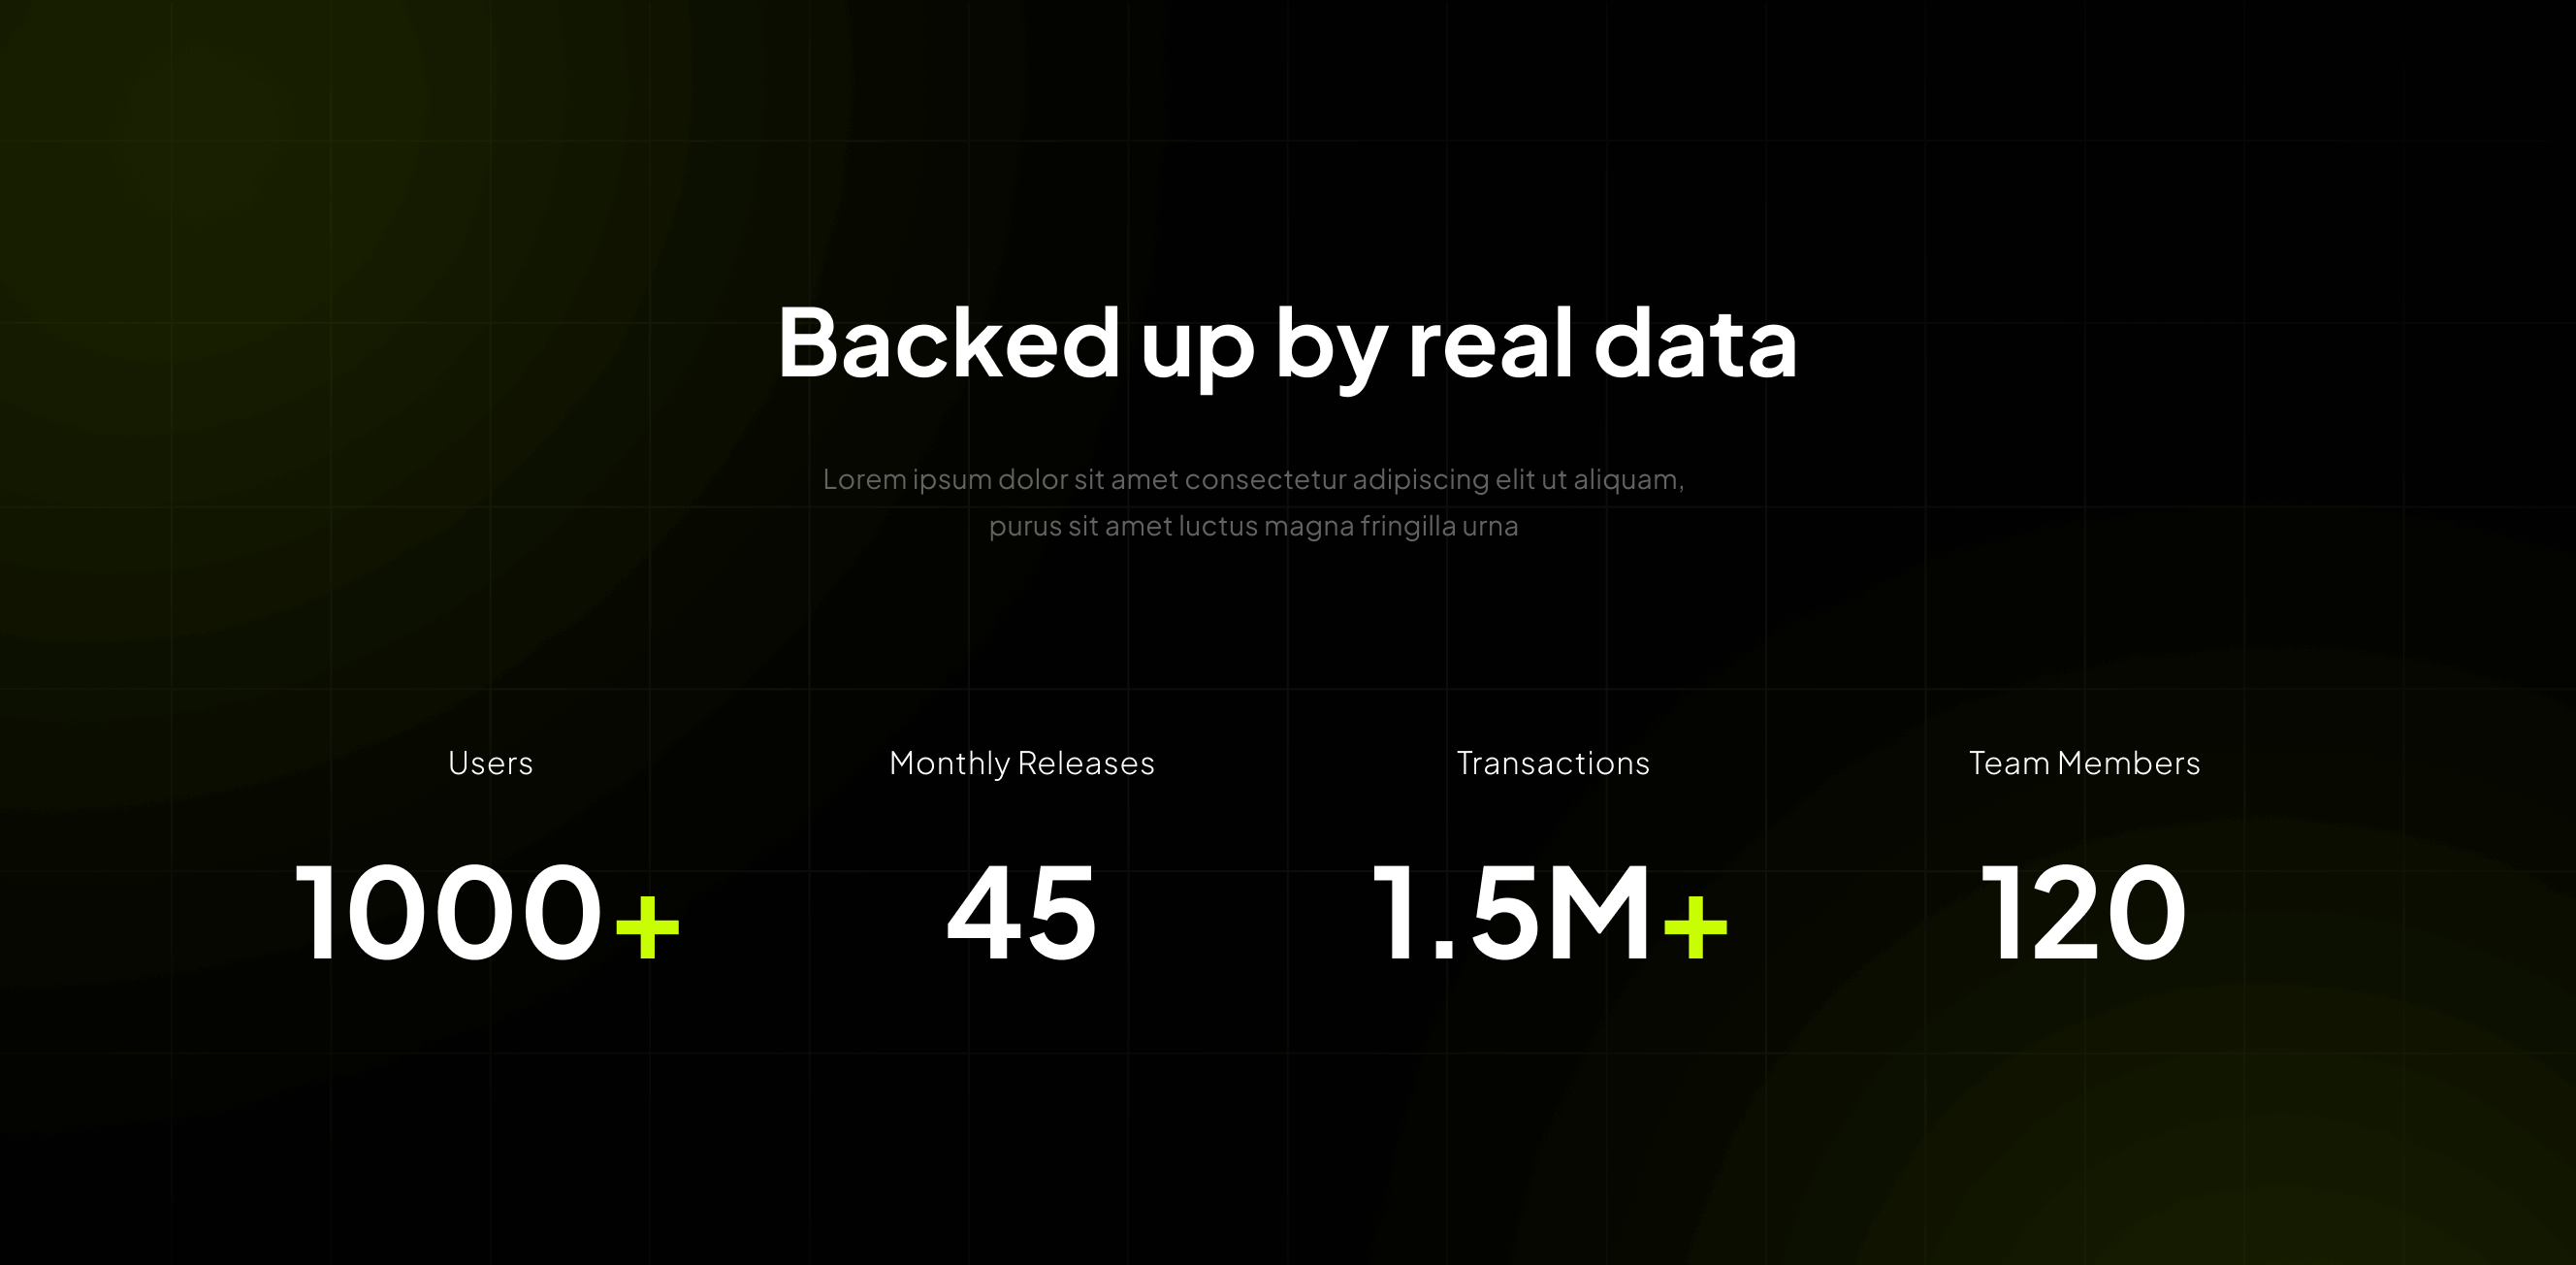 Backed up by real data
Lorem ipsum dolor sit amet consectetur adipiscing elit ut aliquam,
purus sit amet luctus magna fringilla urna
Users
1000+
Monthly Releases
45
Transactions
1.5M+
Team Members
120